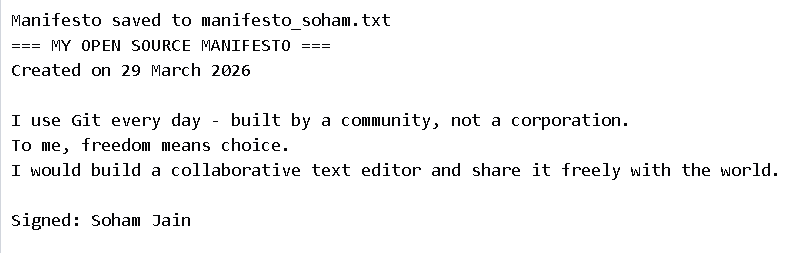 Manifesto saved to manifesto_soham.txt
=== MY OPEN SOURCE MANIFESTO ===
Created on 29 March 2026
I use Git every day - built by a community, not a corporation.
To me, freedom means choice.
I would build a collaborative text editor and share it freely with the world.
Signed: Soham Jain